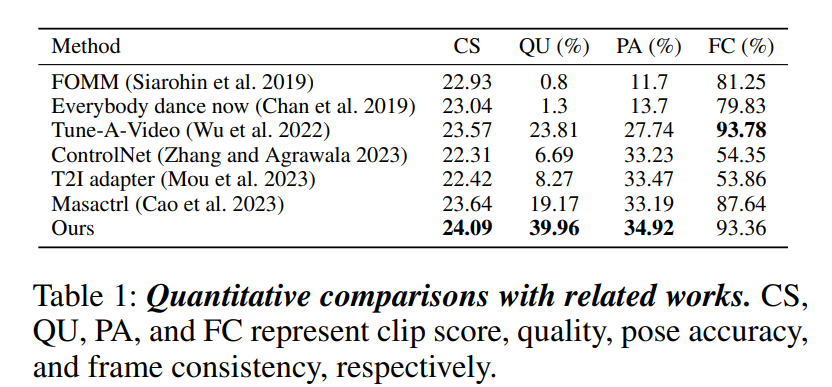 Method CS QU (%) PA (%) FC (%)
FOMM (Siarohin et al. 2019) 22.93 0.8 11.7 81.25
Everybody dance now (Chan et al. 2019) 23.04 1.3 13.7 79.83
Tune-A-Video (Wu et al. 2022) 23.57 23.81 27.74 93.78
ControlNet (Zhang and Agrawala 2023) 22.31 6.69 33.23 54.35
T2I adapter (Mou et al. 2023) 22.42 8.27 33.47 53.86
Masactrl (Cao et al. 2023) 23.64 19.17 33.19 87.64
Ours 24.09 39.96 34.92 93.36
Table 1: Quantitative comparisons with related works. CS,
QU, PA, and FC represent clip score, quality, pose accuracy,
and frame consistency, respectively.